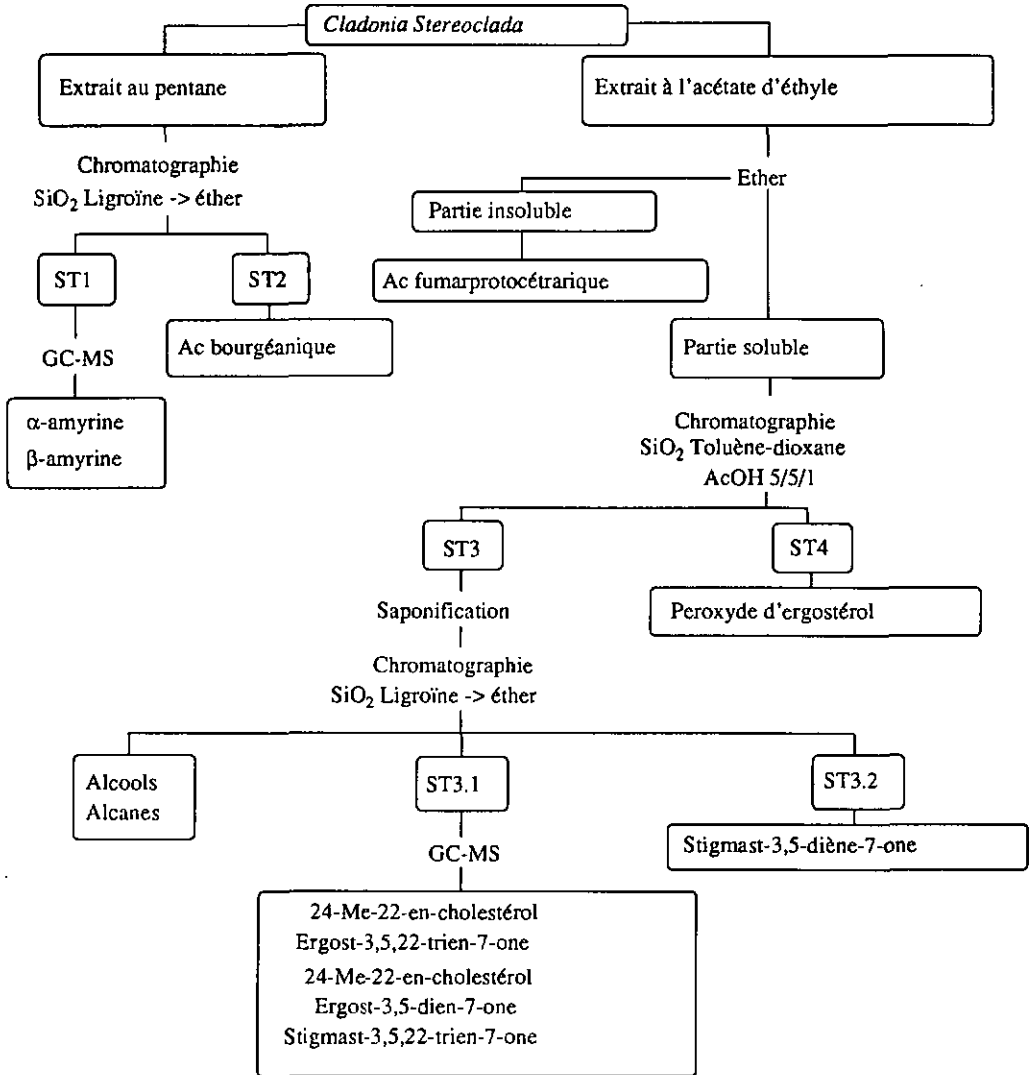 Cladonia Stereoclada
Extrait au pentane
Extrait à l'acétate d'éthyle
Chromatographie
SiO2 Ligroïne -> éther
Ether
Partie insoluble
ST1
ST2
Ac fumarprotocétrarique
GC-MS
Ac bourgéanique
Partie soluble
α-amyrine
β-amyrine
Chromatographie
SiO2 Toluène-dioxane
AcOH 5/5/1
ST3
ST4
Saponification
Peroxyde d'ergostérol
Chromatographie
SiO2 Ligroïne -> éther
Alcools
Alcanes
ST3.1
ST3.2
GC-MS
Stigmast-3,5-diène-7-one
24-Me-22-en-cholestérol
Ergost-3,5,22-trien-7-one
24-Me-22-en-cholestérol
Ergost-3,5-dien-7-one
Stigmast-3,5,22-trien-7-one